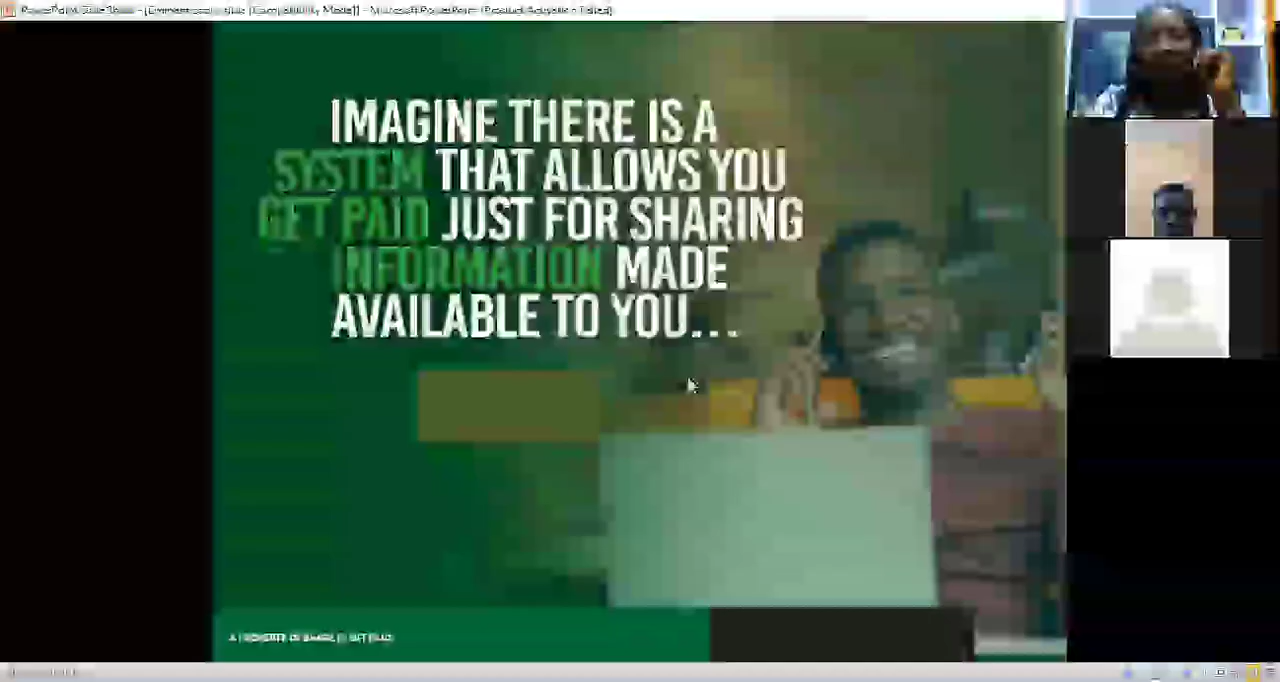 IMAGINE THERE IS A
SYSTEM THAT ALLOWS YOU
GET PAID JUST FOR SHARING
INFORMATION MADE
AVAILABLE TO YOU...